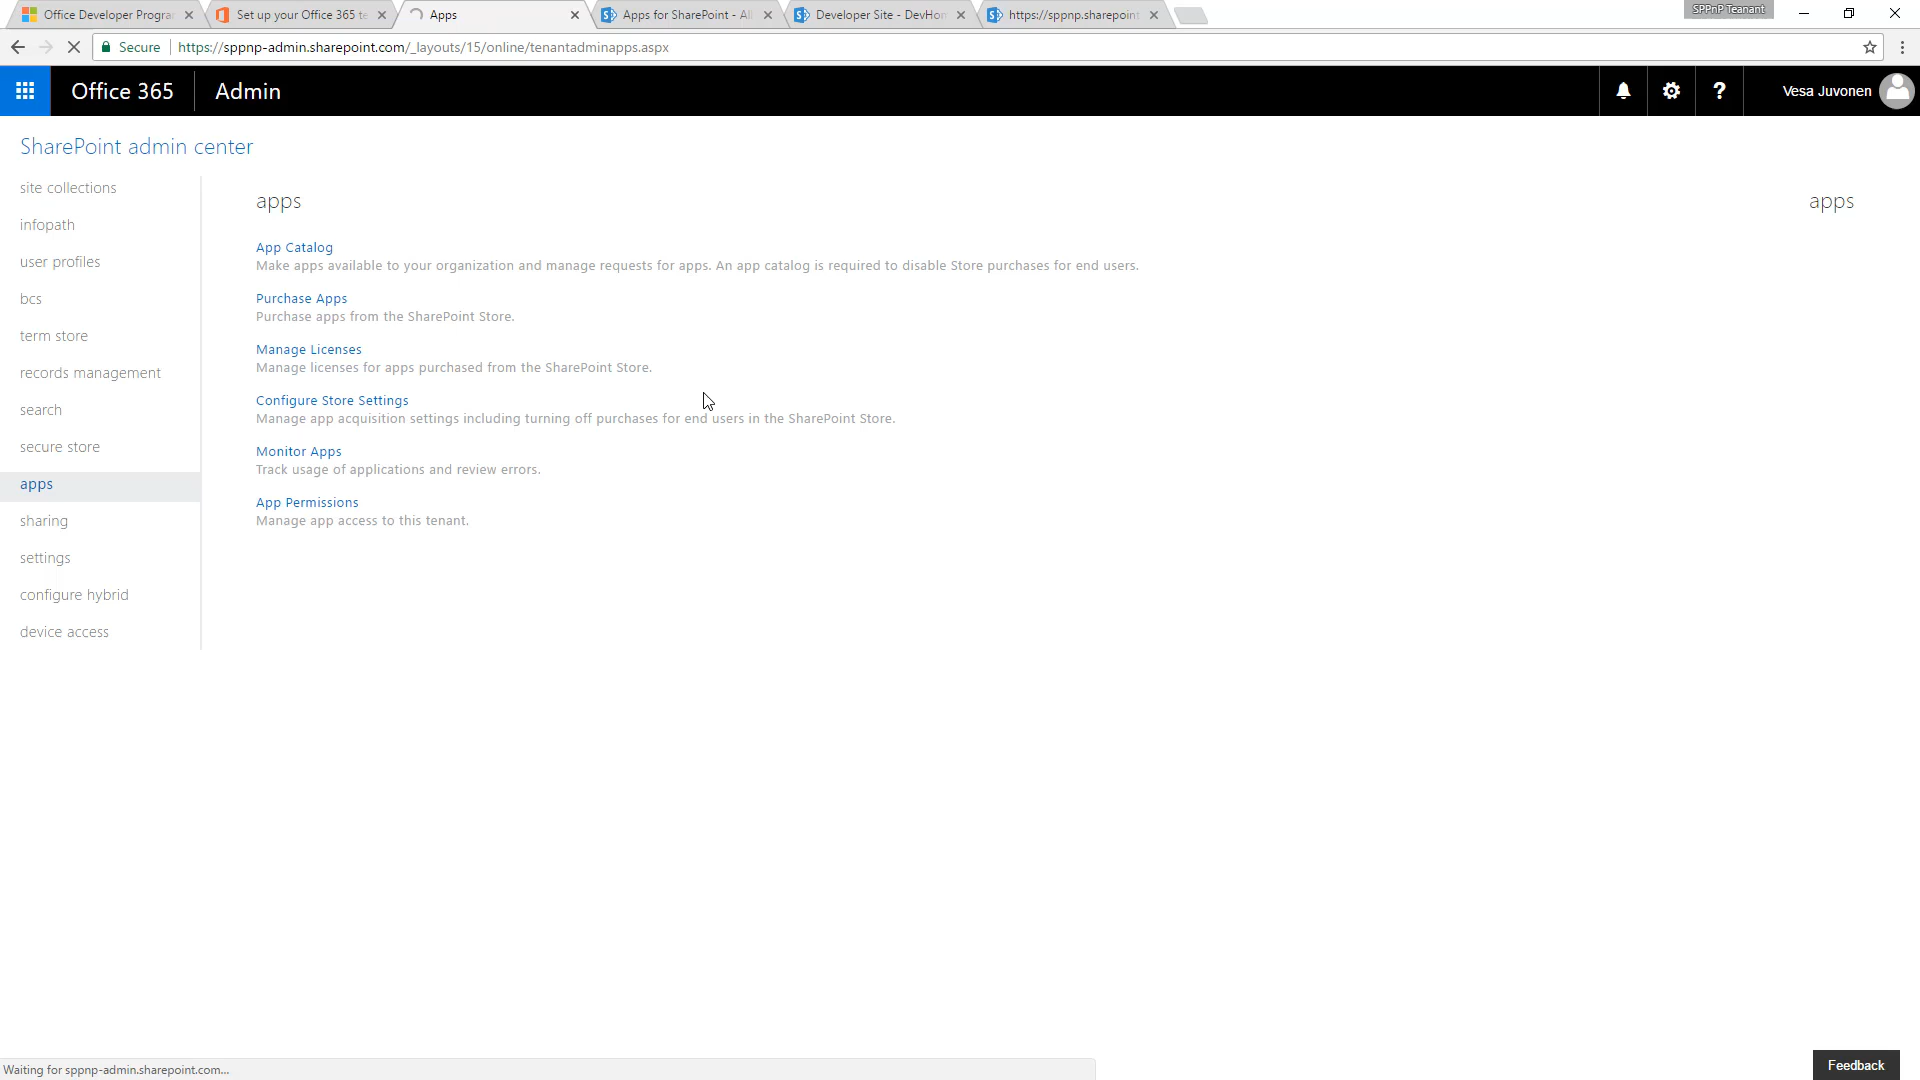 Office Developer Progra
Set up your Office 365 te
Apps
Apps for SharePoint - All
Developer Site - DevHom
https://sppnp.sharepoint
SPPnP Teanant
Secure
https://sppnp-admin.sharepoint.com/_layouts/15/online/tenantadminapps.aspx
Office 365
Admin
?
Vesa Juvonen
SharePoint admin center
site collections
infopath
user profiles
bcs
term store
records management
search
secure store
apps
sharing
settings
configure hybrid
device access
apps
apps
App Catalog
Make apps available to your organization and manage requests for apps. An app catalog is required to disable Store purchases for end users.
Purchase Apps
Purchase apps from the SharePoint Store.
Manage Licenses
Manage licenses for apps purchased from the SharePoint Store.
Configure Store Settings
Manage app acquisition settings including turning off purchases for end users in the SharePoint Store.
Monitor Apps
Track usage of applications and review errors.
App Permissions
Manage app access to this tenant.
Waiting for sppnp-admin.sharepoint.com...
Feedback